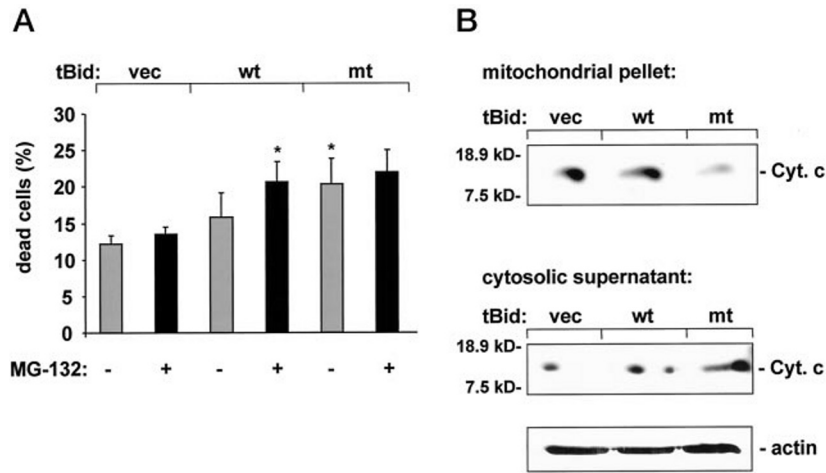 A
tBid: vec wt mt
30
25
20
15
10
5
0
dead cells (%)
* *
MG-132: - + - + - +
B
mitochondrial pellet:
tBid: vec wt mt
18.9 kD-
- Cyt. c
7.5 kD-
cytosolic supernatant:
tBid: vec wt mt
18.9 kD-
- Cyt. c
7.5 kD-
- actin